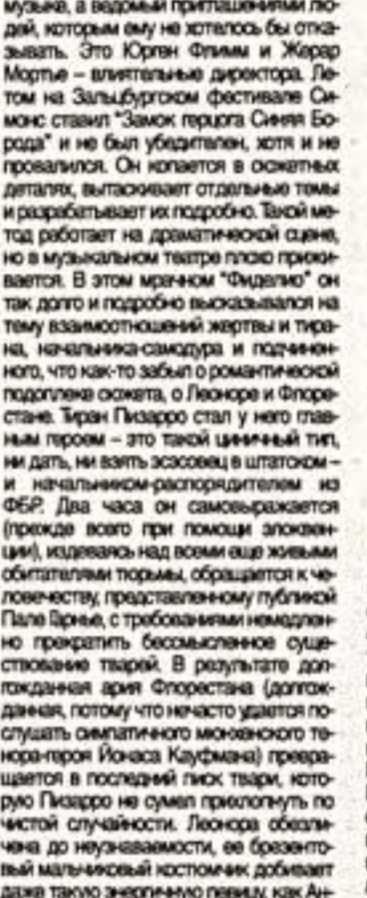 музыке, а ведомый приглашениями лю-
дей, которым ему не хотелось бы отка-
зывать. Это Юрген Флимм и Жерар
Мортье – влиятельные директора. Ле-
том на Зальцбургском фестивале Си-
монс ставил "Замок герцога Синяя Бо-
рода" и не был убедителен, хотя и не
провалился. Он копается в сюжетных
деталях, вытаскивает отдельные темы
и разрабатывает их подробно. Такой ме-
тод работает на драматической сцене,
но в музыкальном театре плохо прижи-
вается. В этом мрачном "Фиделио" он
так долго и подробно высказывался на
тему взаимоотношений жертвы и тира-
на, начальника-самодура и подчинен-
ного, что как-то забыл о романтической
подоплеке сюжета, о Леоноре и Флоре-
стане. Тиран Пизарро стал у него глав-
ным героем – это такой циничный тип,
ни дать, ни взять эсэсовец в штатском –
и начальником-распорядителем из
ФБР. Два часа он самовыражается
(прежде всего при помощи элоквен-
ции), издеваясь над всеми еще живыми
обитателями тюрьмы, обращается к че-
ловечеству, представленному публикой
Пале Гарнье, с требованиями немедлен-
но прекратить бессмысленное суще-
ствование тварей. В результате дол-
гожданная ария Флорестана (долгож-
данная, потому что нечасто удается по-
слушать симпатичного мюнхенского те-
нора-героя Йонаса Кауфмана) превра-
щается в последний писк твари, кото-
рую Пизарро не сумел прихлопнуть по
чистой случайности. Леонора обезли-
чена до неузнаваемости, ее брезенто-
вый мальчиковый костюмчик добивает
даже такую энергичную певицу, как Ан-